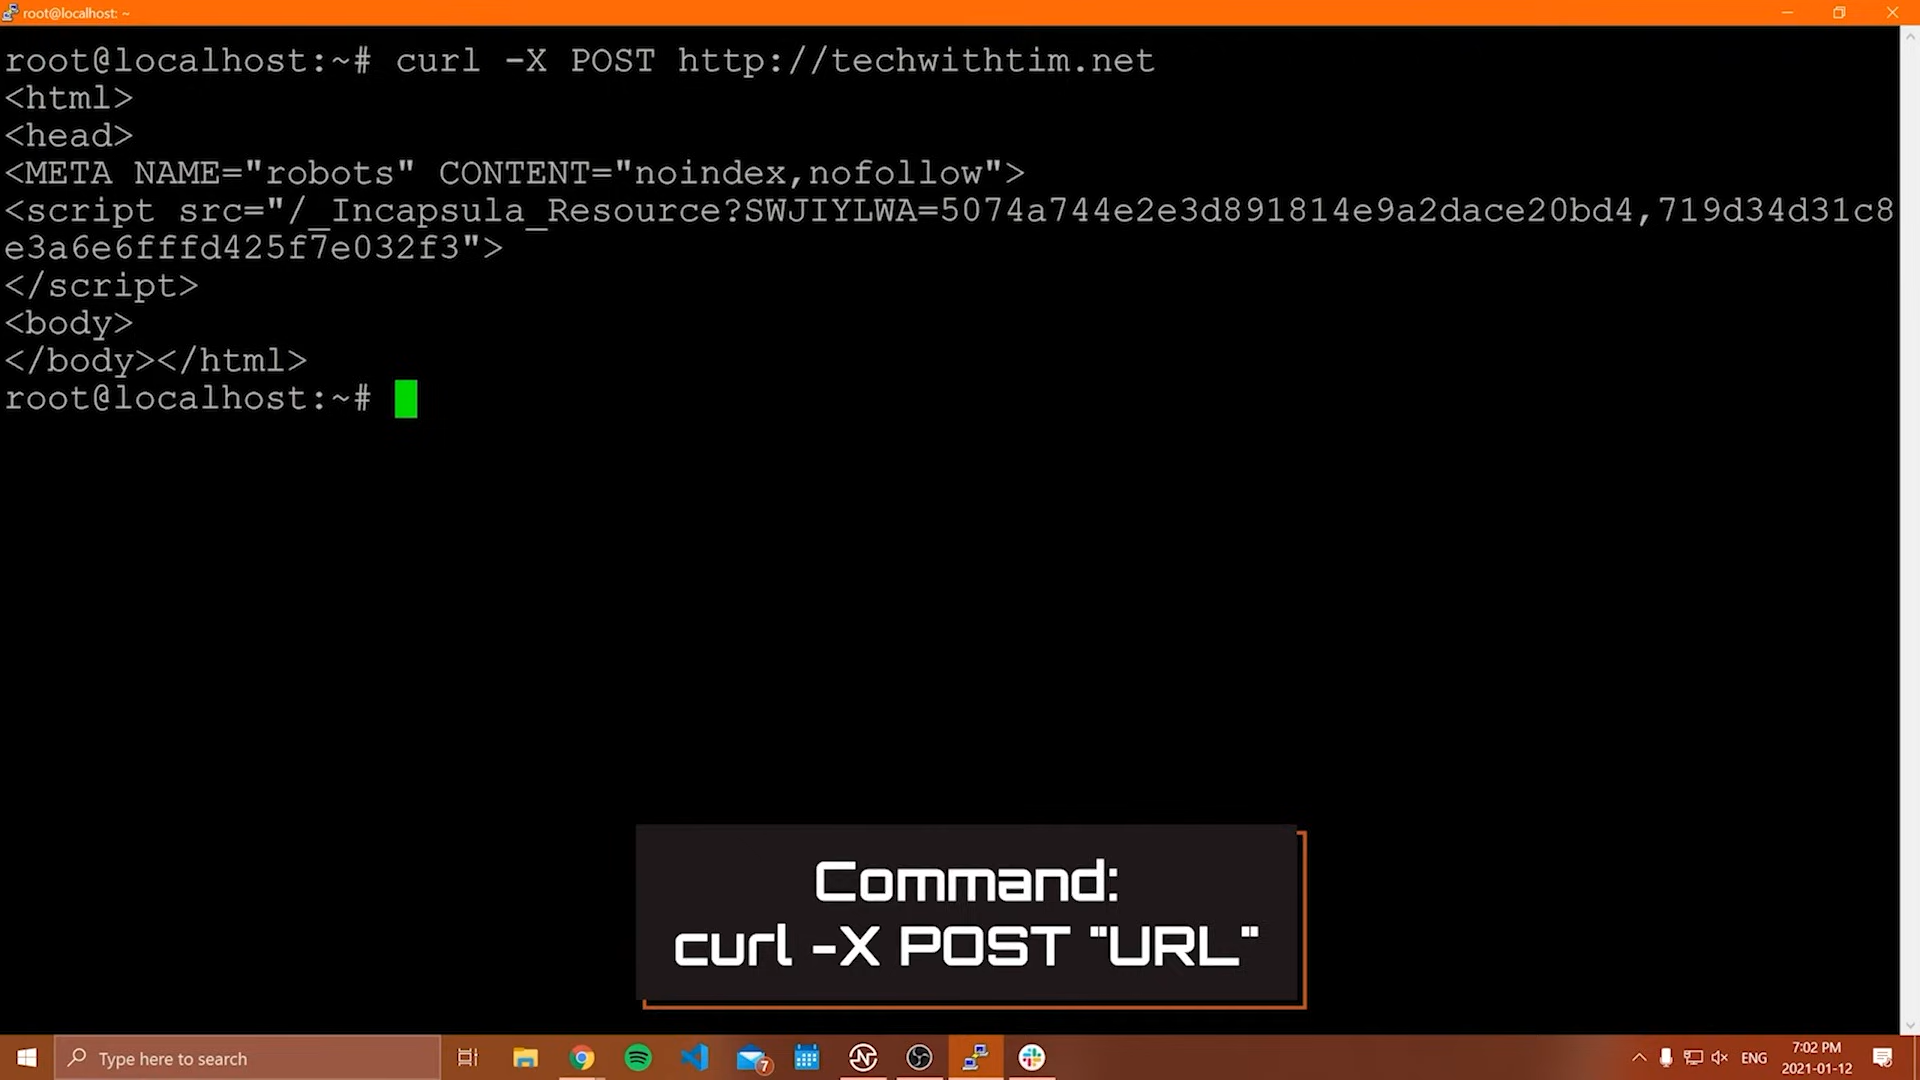 root@localhost: ~
root@localhost:~# curl -X POST http://techwithtim.net
<html>
<head>
<META NAME="robots" CONTENT="noindex,nofollow">
<script src="/_Incapsula_Resource?SWJIYLWA=5074a744e2e3d891814e9a2dace20bd4,719d34d31c8
e3a6e6fffd425f7e032f3">
</script>
<body>
</body></html>
root@localhost:~#
Command:
curl -X POST "URL"
Type here to search
7
ENG
7:02 PM
2021-01-12